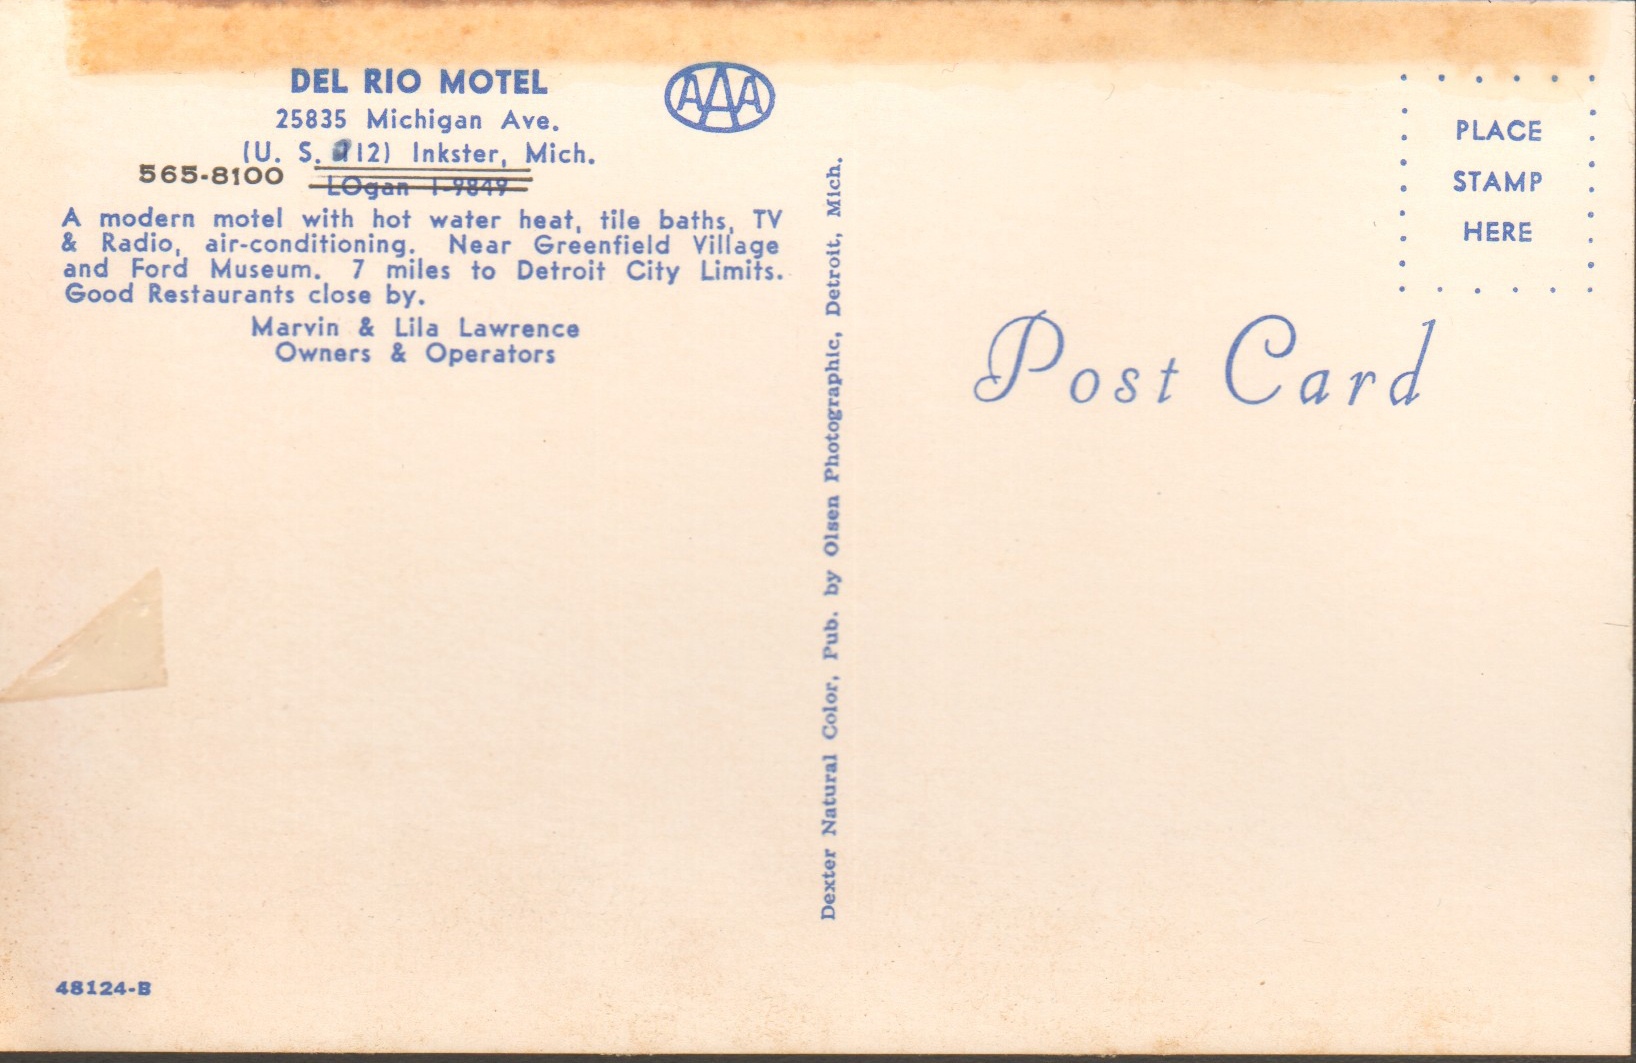 DEL RIO MOTEL
25835 Michigan Ave.
(U. S. 112) Inkster, Mich.
565-8100 LOgan 1-9849
A modern motel with hot water heat, tile baths, TV
& Radio, air-conditioning. Near Greenfield Village
and Ford Museum. 7 miles to Detroit City Limits.
Good Restaurants close by.
Marvin & Lila Lawrence
Owners & Operators
48124-B
AAA
Dexter Natural Color, Pub. by Olsen Photographic, Detroit, Mich.
PLACE
STAMP
HERE
Post Card